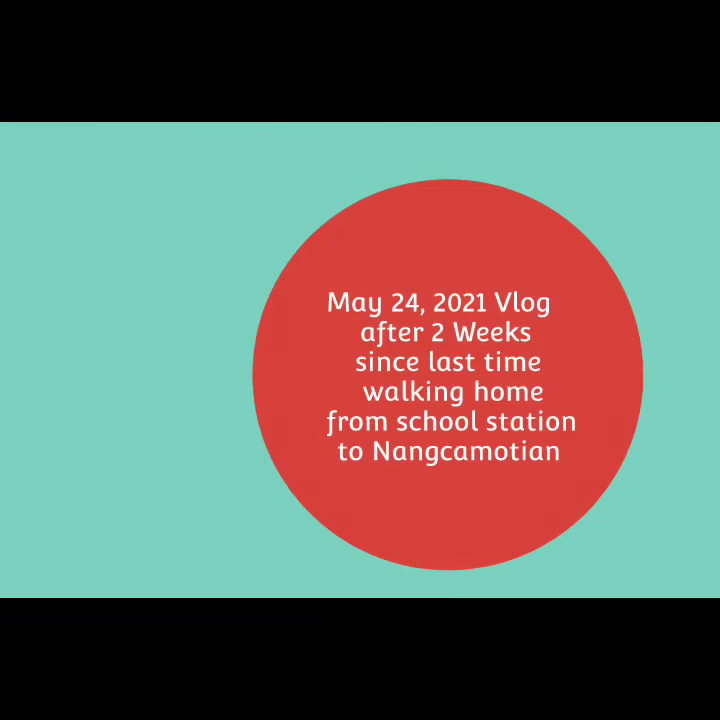 May 24, 2021 Vlog
after 2 Weeks
since last time
walking home
from school station
to Nangcamotian